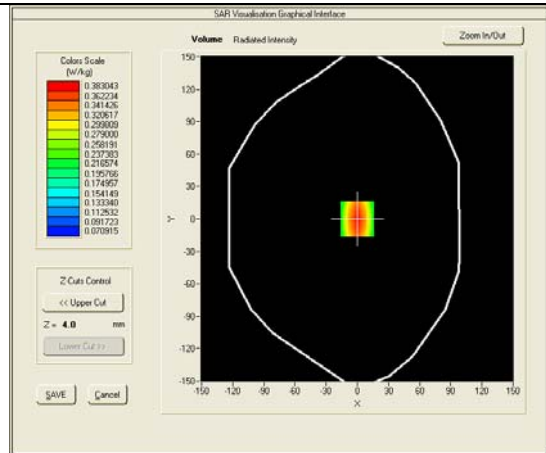 SAR Visualisation Graphical Interface
Volume Radiated Intensity
Zoom In/Out
Colors Scale
(W/kg)
0.383043
0.362234
0.341426
0.320617
0.299809
0.279000
0.258191
0.237383
0.216574
0.195766
0.174957
0.154149
0.133340
0.112532
0.091723
0.070915
Z Cuts Control
<< Upper Cut
Z = 4.0 mm
Lower Cut >>
SAVE Cancel
150
120
90
60
30
0
-30
-60
-90
-120
-150
Y
-150 -120 -90 -60 -30 0 30 60 90 120 150
X